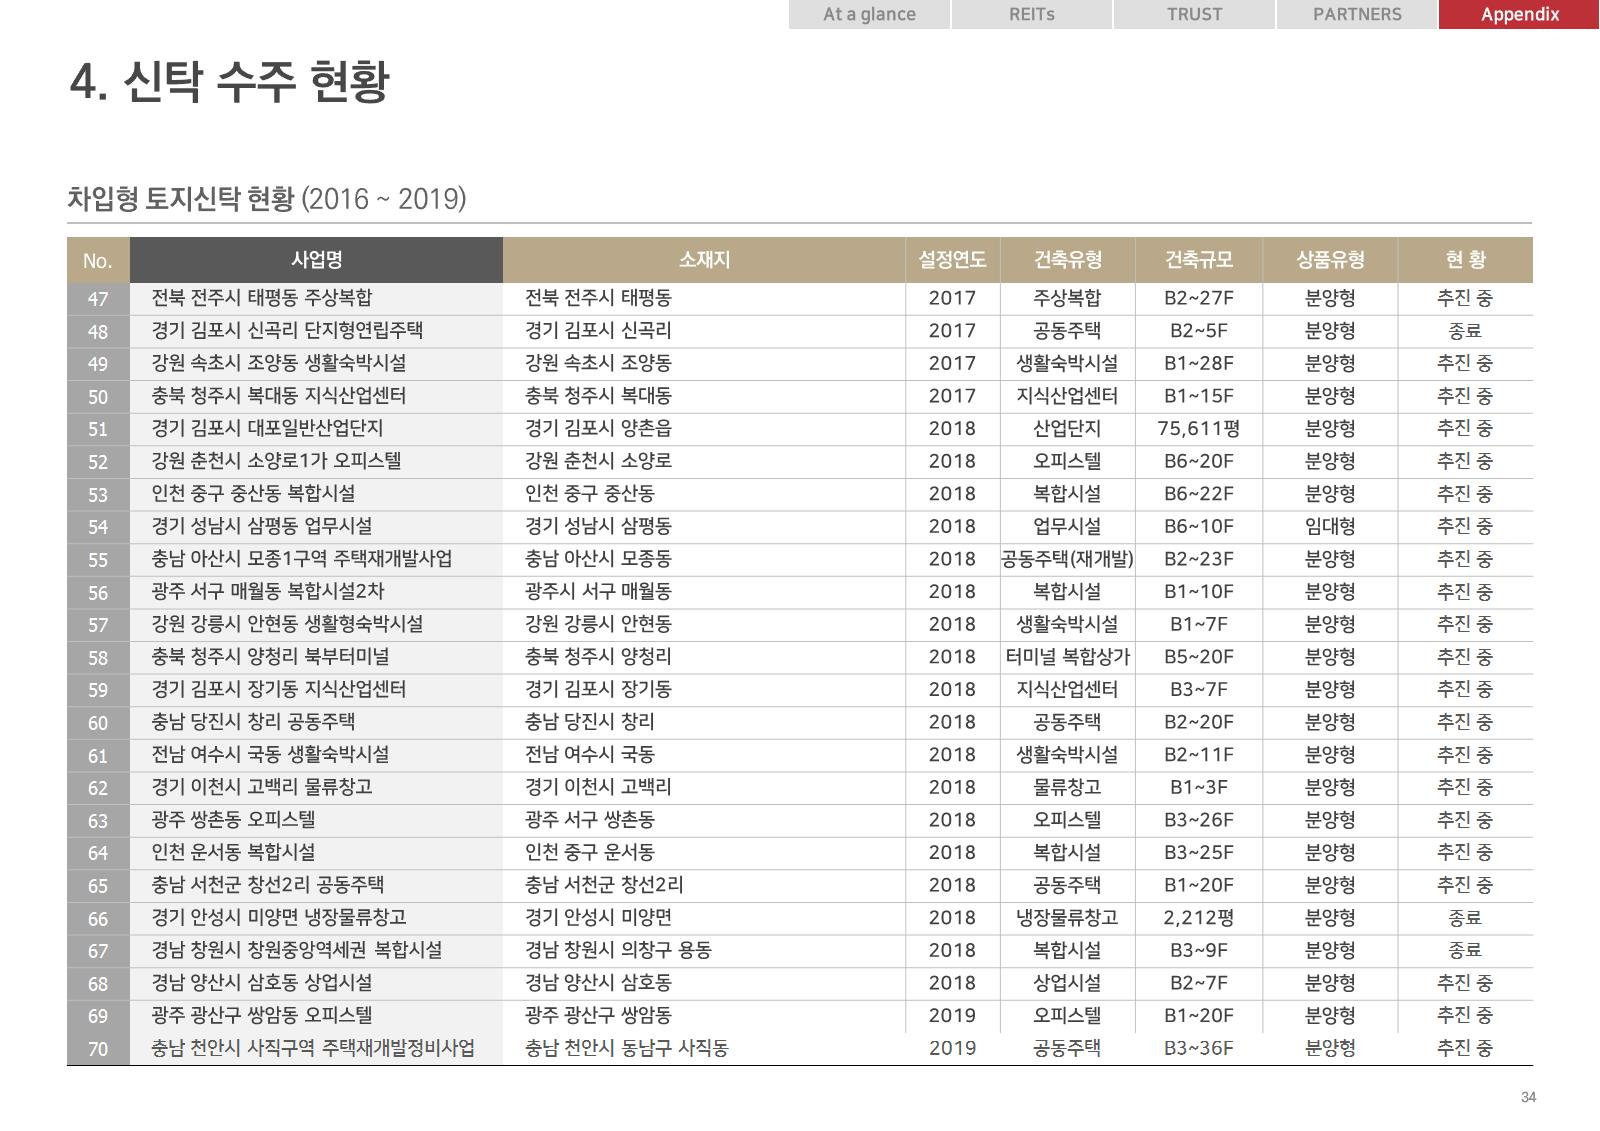 At a glance REITs TRUST PARTNERS Appendix
4. 신탁 수주 현황
차입형 토지신탁 현황 (2016 ~ 2019)
No. 사업명 소재지 설정연도 건축유형 건축규모 상품유형 현 황
47 전북 전주시 태평동 주상복합 전북 전주시 태평동 2017 주상복합 B2~27F 분양형 추진 중
48 경기 김포시 신곡리 단지형연립주택 경기 김포시 신곡리 2017 공동주택 B2~5F 분양형 종료
49 강원 속초시 조양동 생활숙박시설 강원 속초시 조양동 2017 생활숙박시설 B1~28F 분양형 추진 중
50 충북 청주시 복대동 지식산업센터 충북 청주시 복대동 2017 지식산업센터 B1~15F 분양형 추진 중
51 경기 김포시 대포일반산업단지 경기 김포시 양촌읍 2018 산업단지 75,611평 분양형 추진 중
52 강원 춘천시 소양로1가 오피스텔 강원 춘천시 소양로 2018 오피스텔 B6~20F 분양형 추진 중
53 인천 중구 중산동 복합시설 인천 중구 중산동 2018 복합시설 B6~22F 분양형 추진 중
54 경기 성남시 삼평동 업무시설 경기 성남시 삼평동 2018 업무시설 B6~10F 임대형 추진 중
55 충남 아산시 모종1구역 주택재개발사업 충남 아산시 모종동 2018 공동주택(재개발) B2~23F 분양형 추진 중
56 광주 서구 매월동 복합시설2차 광주시 서구 매월동 2018 복합시설 B1~10F 분양형 추진 중
57 강원 강릉시 안현동 생활형숙박시설 강원 강릉시 안현동 2018 생활숙박시설 B1~7F 분양형 추진 중
58 충북 청주시 양청리 북부터미널 충북 청주시 양청리 2018 터미널 복합상가 B5~20F 분양형 추진 중
59 경기 김포시 장기동 지식산업센터 경기 김포시 장기동 2018 지식산업센터 B3~7F 분양형 추진 중
60 충남 당진시 창리 공동주택 충남 당진시 창리 2018 공동주택 B2~20F 분양형 추진 중
61 전남 여수시 국동 생활숙박시설 전남 여수시 국동 2018 생활숙박시설 B2~11F 분양형 추진 중
62 경기 이천시 고백리 물류창고 경기 이천시 고백리 2018 물류창고 B1~3F 분양형 추진 중
63 광주 쌍촌동 오피스텔 광주 서구 쌍촌동 2018 오피스텔 B3~26F 분양형 추진 중
64 인천 운서동 복합시설 인천 중구 운서동 2018 복합시설 B3~25F 분양형 추진 중
65 충남 서천군 창선2리 공동주택 충남 서천군 창선2리 2018 공동주택 B1~20F 분양형 추진 중
66 경기 안성시 미양면 냉장물류창고 경기 안성시 미양면 2018 냉장물류창고 2,212평 분양형 종료
67 경남 창원시 창원중앙역세권 복합시설 경남 창원시 의창구 용동 2018 복합시설 B3~9F 분양형 종료
68 경남 양산시 삼호동 상업시설 경남 양산시 삼호동 2018 상업시설 B2~7F 분양형 추진 중
69 광주 광산구 쌍암동 오피스텔 광주 광산구 쌍암동 2019 오피스텔 B1~20F 분양형 추진 중
70 충남 천안시 사직구역 주택재개발정비사업 충남 천안시 동남구 사직동 2019 공동주택 B3~36F 분양형 추진 중
34